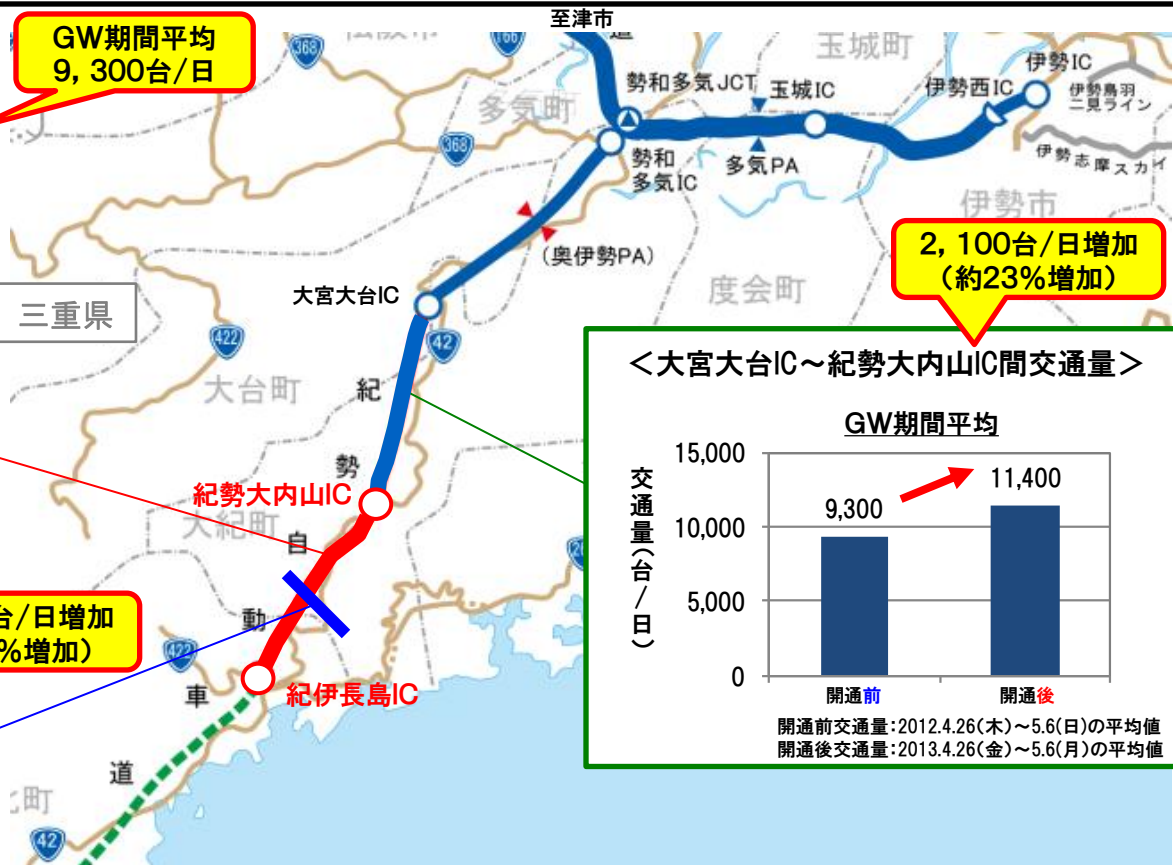 至津市
GW期間平均
9,300台/日
368
166
玉城町
道
勢和多気JCT
玉城IC
伊勢西IC
伊勢IC
伊勢鳥羽
二見ライン
多気町
368
勢和
多気IC
多気PA
伊勢志摩スカイ
伊勢市
(奥伊勢PA)
2,100台/日増加
(約23%増加)
度会町
大宮大台IC
三重県
422
42
大台町
紀
勢
自
動
車
道
紀勢大内山IC
大紀町
台/日増加
%増加)
422
紀伊長島IC
町
42
<大宮大台IC~紀勢大内山IC間交通量>
GW期間平均
交通量(台/日)
15,000
10,000
5,000
0
9,300
11,400
開通前
開通後
開通前交通量:2012.4.26(木)~5.6(日)の平均値
開通後交通量:2013.4.26(金)~5.6(月)の平均値